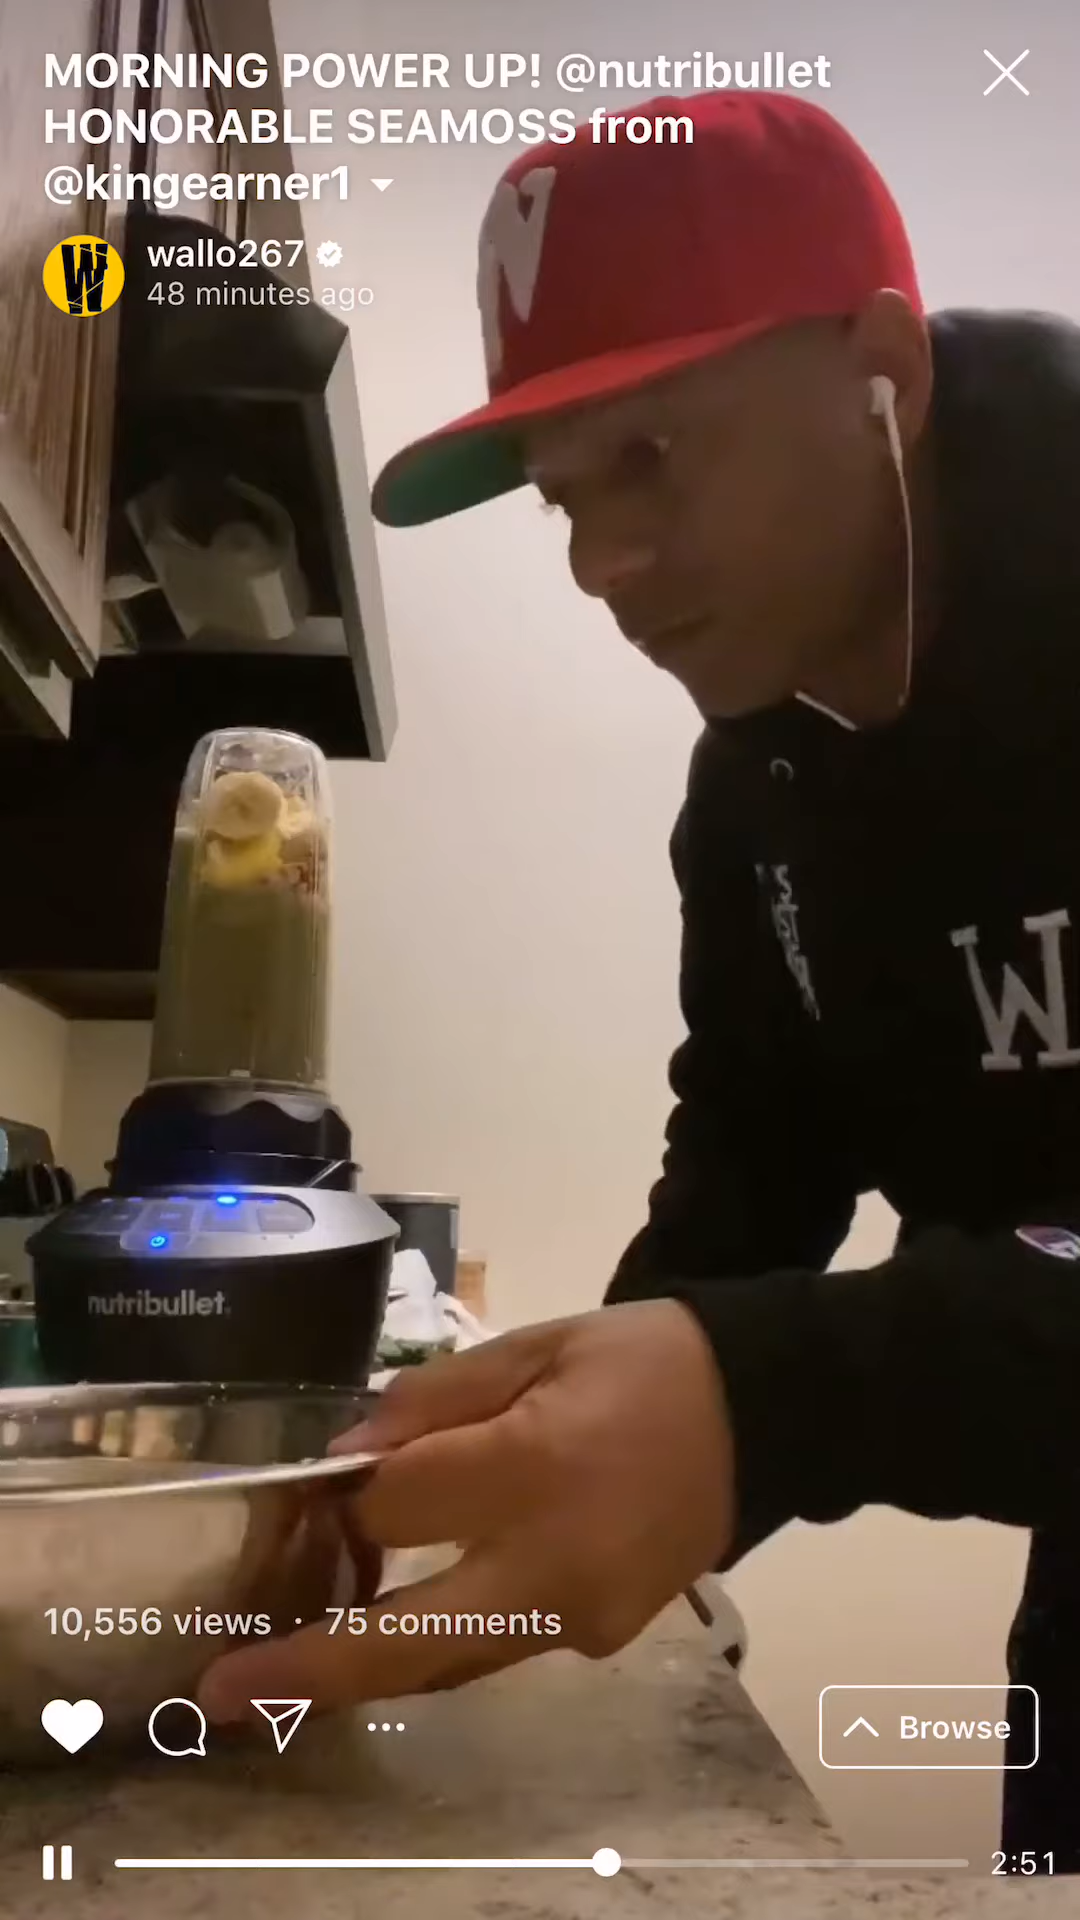 MORNING POWER UP! @nutribullet
HONORABLE SEAMOSS from
@kingearner1
W
wallo267
48 minutes ago
N
W
nutribullet.
10,556 views · 75 comments
Browse
2:51